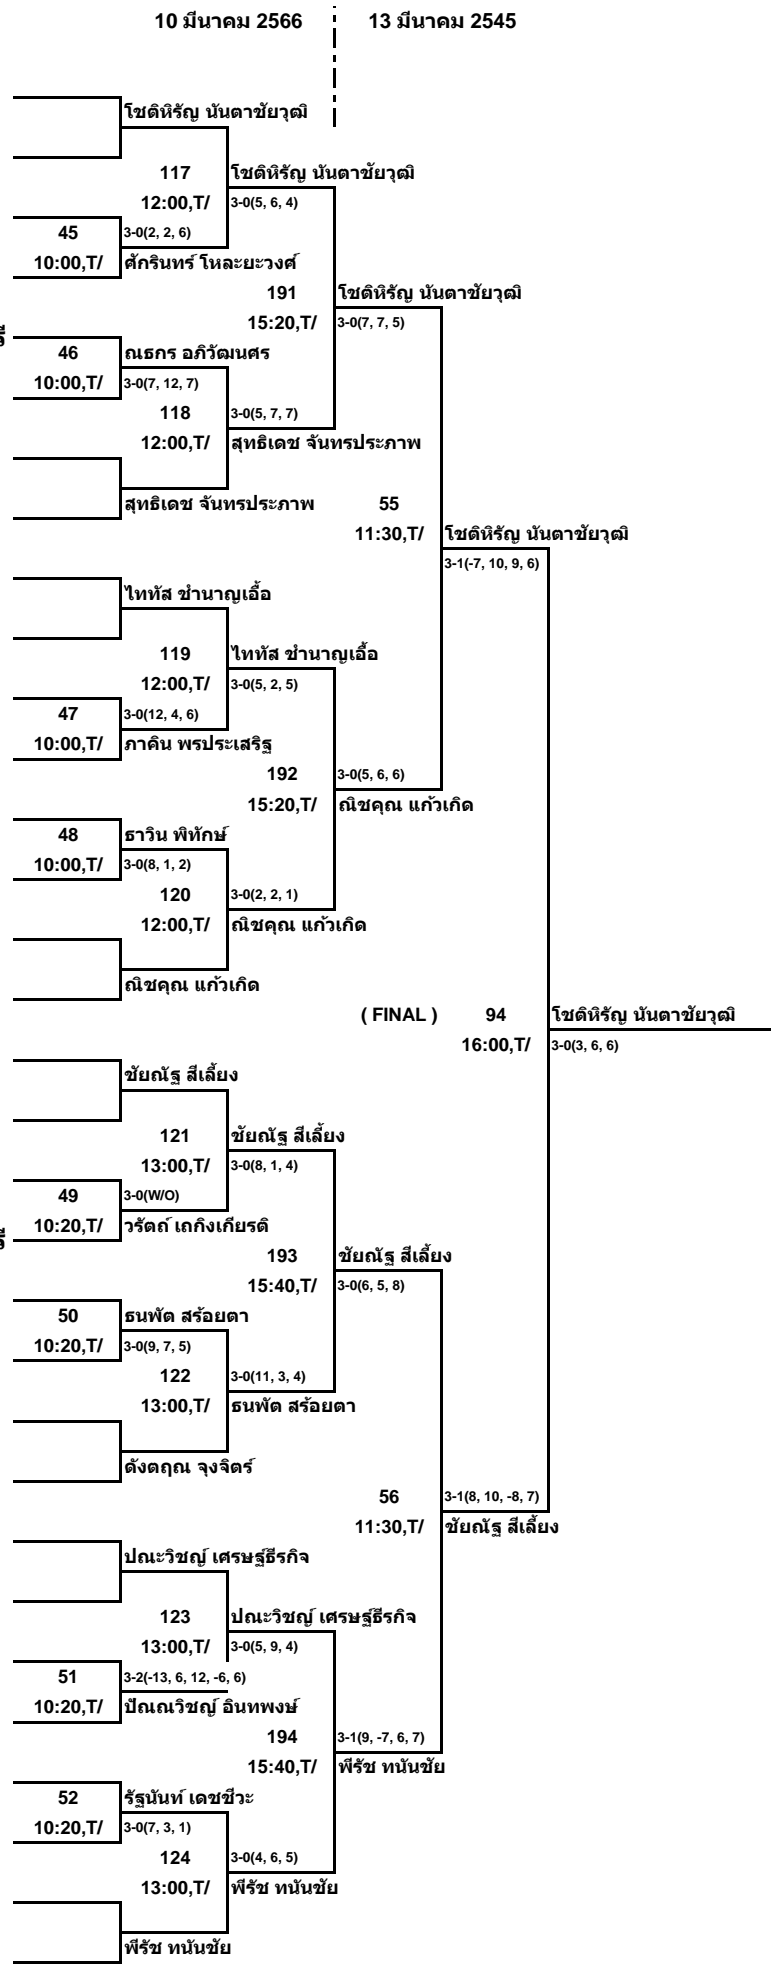 10 มีนาคม 2566 13 มีนาคม 2545
โชติหิรัญ นันตาชัยวุฒิ
117 โชติหิรัญ นันตาชัยวุฒิ
12:00,T/ 3-0(5, 6, 4)
45 3-0(2, 2, 6)
10:00,T/ ศักรินทร์ โหละยะวงศ์
191 โชติหิรัญ นันตาชัยวุฒิ
15:20,T/ 3-0(7, 7, 5)
รี
46 ณธกร อภิวัฒนศร
10:00,T/ 3-0(7, 12, 7)
118 3-0(5, 7, 7)
12:00,T/ สุทธิเดช จันทรประภาพ
สุทธิเดช จันทรประภาพ 55
11:30,T/ โชติหิรัญ นันตาชัยวุฒิ
3-1(-7, 10, 9, 6)
ไททัส ชำนาญเอื้อ
119 ไททัส ชำนาญเอื้อ
12:00,T/ 3-0(5, 2, 5)
47 3-0(12, 4, 6)
10:00,T/ ภาคิน พรประเสริฐ
192 3-0(5, 6, 6)
15:20,T/ ณิชคุณ แก้วเกิด
48 ธาวิน พิทักษ์
10:00,T/ 3-0(8, 1, 2)
120 3-0(2, 2, 1)
12:00,T/ ณิชคุณ แก้วเกิด
ณิชคุณ แก้วเกิด
( FINAL ) 94 โชติหิรัญ นันตาชัยวุฒิ
16:00,T/ 3-0(3, 6, 6)
ชัยณัฐ สีเลี้ยง
121 ชัยณัฐ สีเลี้ยง
13:00,T/ 3-0(8, 1, 4)
49 3-0(W/O)
10:20,T/ วรัตถ์ เถกิงเกียรติ
รี
193 ชัยณัฐ สีเลี้ยง
15:40,T/ 3-0(6, 5, 8)
50 ธนพัต สร้อยตา
10:20,T/ 3-0(9, 7, 5)
122 3-0(11, 3, 4)
13:00,T/ ธนพัต สร้อยตา
ดังตฤณ จุงจิตร์
56 3-1(8, 10, -8, 7)
11:30,T/ ชัยณัฐ สีเลี้ยง
ปณะวิชญ์ เศรษฐ์ธีรกิจ
123 ปณะวิชญ์ เศรษฐ์ธีรกิจ
13:00,T/ 3-0(5, 9, 4)
51 3-2(-13, 6, 12, -6, 6)
10:20,T/ ปัณณวิชญ์ อินทพงษ์
194 3-1(9, -7, 6, 7)
15:40,T/ พีรัช ทนันชัย
52 รัฐนันท์ เดชชีวะ
10:20,T/ 3-0(7, 3, 1)
124 3-0(4, 6, 5)
13:00,T/ พีรัช ทนันชัย
พีรัช ทนันชัย